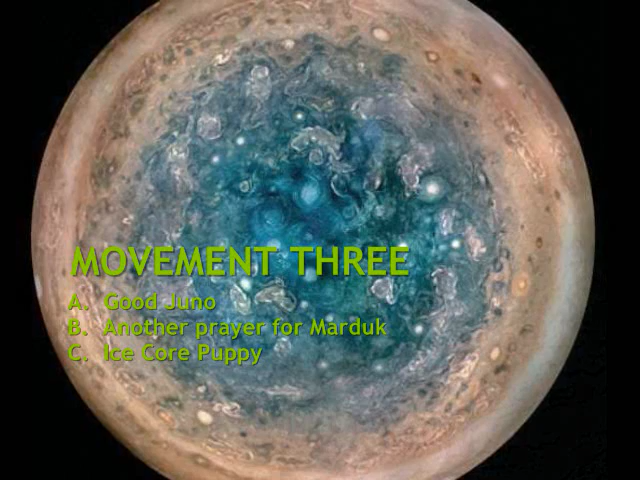 MOVEMENT THREE
A. Good Juno
B. Another prayer for Marduk
C. Ice Core Puppy